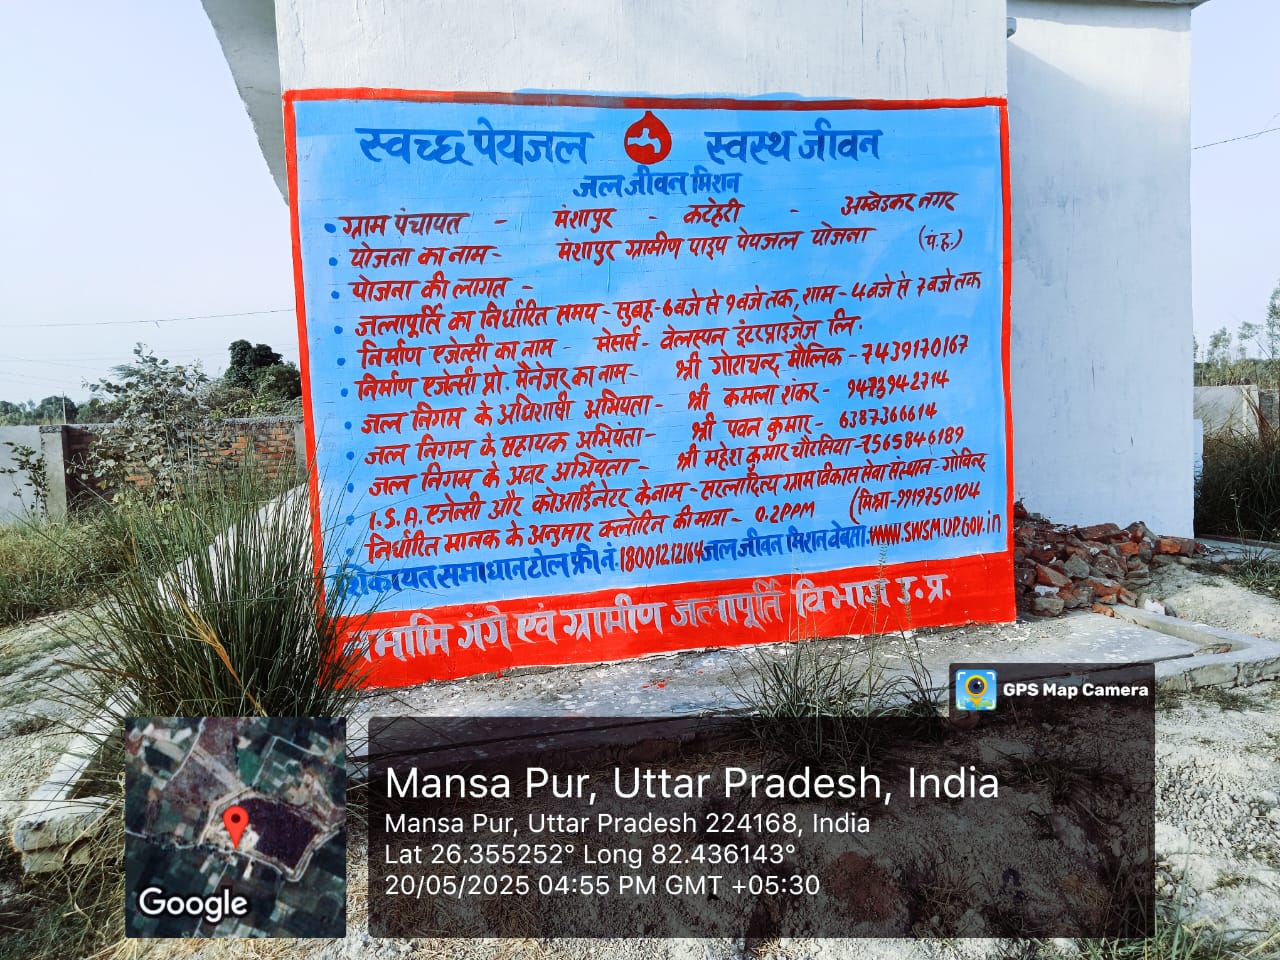 स्वच्छ पेयजल स्वस्थ जीवन
जल जीवन मिशन
ग्राम पंचायत - मंशापुर - कटेहरी - अम्बेडकर नगर
योजना का नाम- मंशापुर ग्रामीण पाइप पेयजल योजना (पं.ह.)
योजना की लागत -
जलापूर्ति का निर्धारित समय - सुबह-6 बजे से 9 बजे तक, शाम-4 बजे से 7 बजे तक
निर्माण एजेन्सी का नाम - मेसर्स- वेलस्पन इंटरप्राइजेज लि.
निर्माण एजेन्सी प्रो. मैनेजर का नाम- श्री गोराचन्द मौलिक-7439170167
जल निगम के अधिशाषी अभियंता- श्री कमला शंकर- 9473942714
जल निगम के सहायक अभियंता- श्री पवन कुमार- 6387366614
जल निगम के अवर अभियंता- श्री महेश कुमार चौरसिया-7565846189
I.S.A. एजेन्सी और कोआर्डिनेटर के नाम- सरलादित्य ग्राम विकास सेवा संस्थान-गोविन्द
निर्धारित मानक के अनुसार क्लोरिन की मात्रा- 0.2PPM (मिश्रा-9919750104
शिकायत समाधान टोल फ्री नं. 18001212164 जल जीवन मिशन वेबसा. www.SWSM.UP.GOV.in
नमामि गंगे एवं ग्रामीण जलापूर्ति विभाग उ.प्र.
GPS Map Camera
Mansa Pur, Uttar Pradesh, India
Mansa Pur, Uttar Pradesh 224168, India
Lat 26.355252° Long 82.436143°
20/05/2025 04:55 PM GMT +05:30
Google